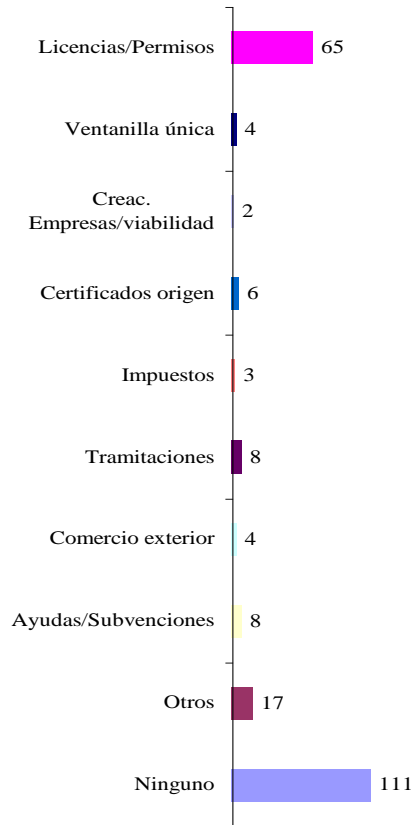 Licencias/Permisos 65
Ventanilla única 4
Creac.
Empresas/viabilidad 2
Certificados origen 6
Impuestos 3
Tramitaciones 8
Comercio exterior 4
Ayudas/Subvenciones 8
Otros 17
Ninguno 111